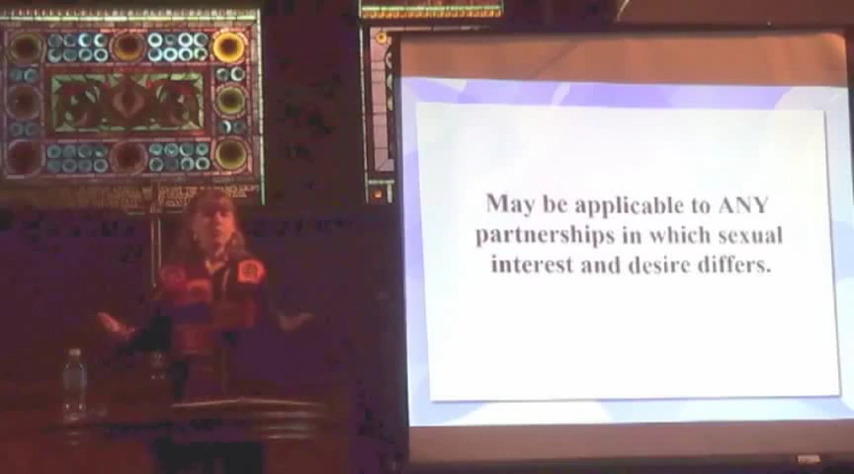 May be applicable to ANY
partnerships in which sexual
interest and desire differs.